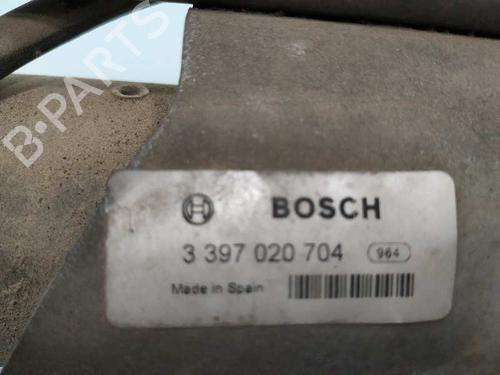 B-PARTS
BOSCH
3 397 020 704 964
Made in Spain